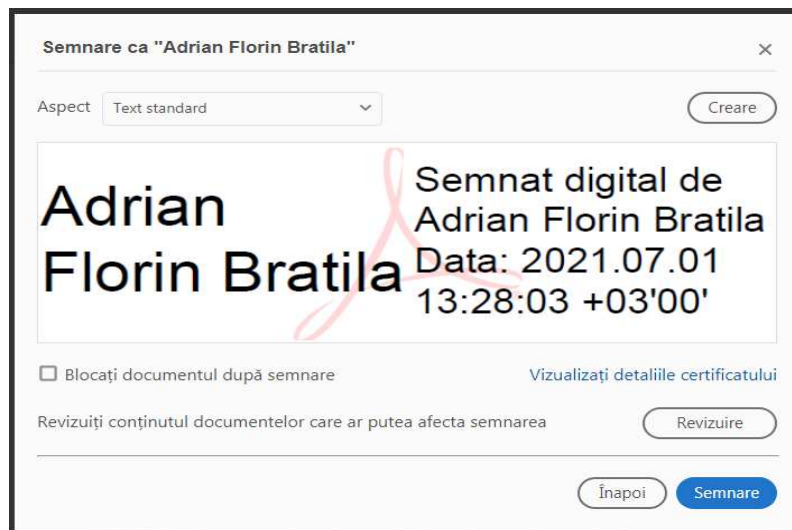 Semnare ca "Adrian Florin Bratila"
×
Aspect Text standard Creare
Adrian
Florin Bratila
Semnat digital de
Adrian Florin Bratila
Data: 2021.07.01
13:28:03 +03'00'
Blocați documentul după semnare Vizualizați detaliile certificatului
Revizuiți conținutul documentelor care ar putea afecta semnarea Revizuire
Înapoi Semnare